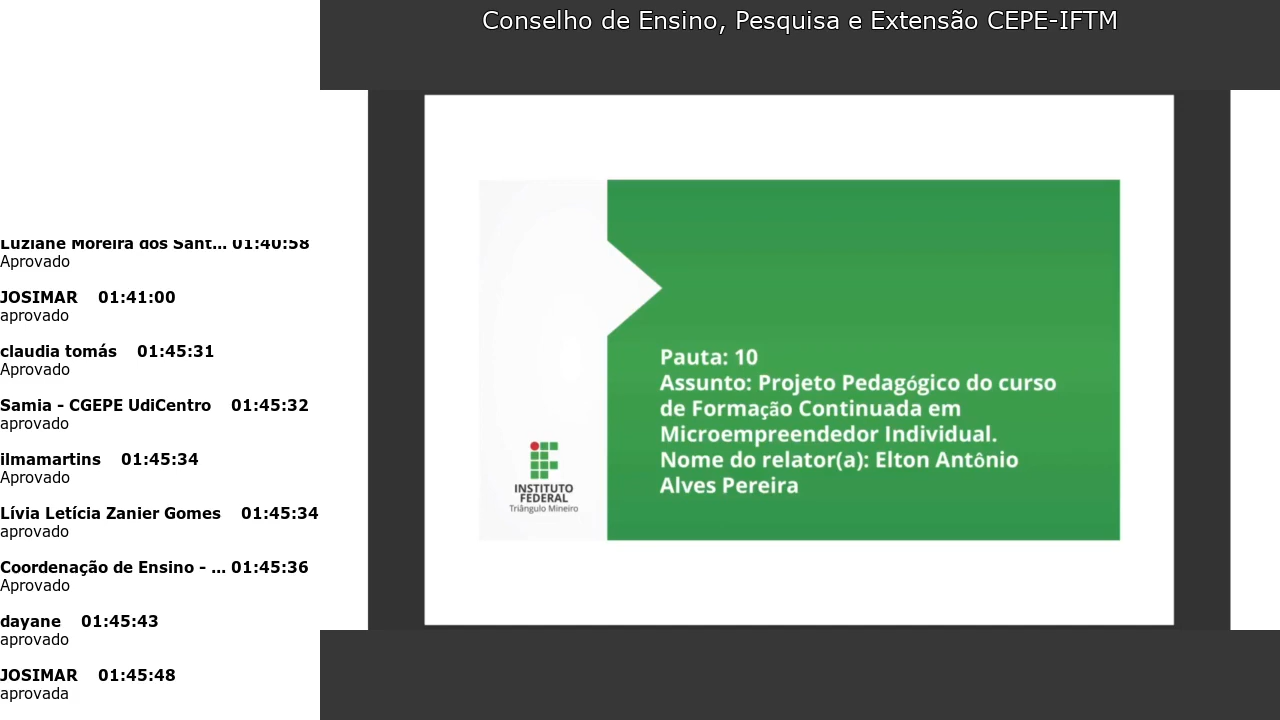 Conselho de Ensino, Pesquisa e Extensão CEPE-IFTM
Luziane Moreira dos Sant... 01:40:58
Aprovado
JOSIMAR 01:41:00
aprovado
claudia tomás 01:45:31
Aprovado
Samia - CGEPE UdiCentro 01:45:32
aprovado
ilmamartins 01:45:34
Aprovado
Lívia Letícia Zanier Gomes 01:45:34
aprovado
Coordenação de Ensino - ... 01:45:36
Aprovado
dayane 01:45:43
aprovado
JOSIMAR 01:45:48
aprovada
Pauta: 10
Assunto: Projeto Pedagógico do curso
de Formação Continuada em
Microempreendedor Individual.
Nome do relator(a): Elton Antônio
Alves Pereira
INSTITUTO
FEDERAL
Triângulo Mineiro